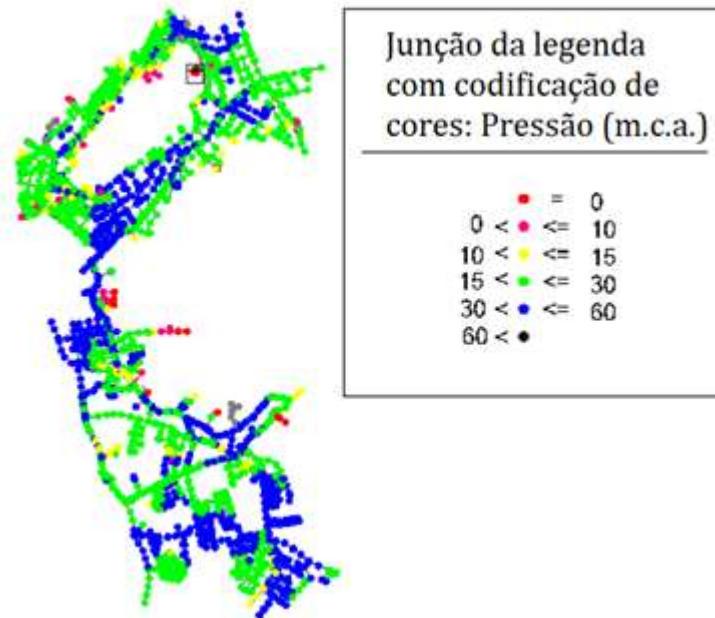 Junção da legenda
com codificação de
cores: Pressão (m.c.a.)
= 0
0 < <= 10
10 < <= 15
15 < <= 30
30 < <= 60
60 <